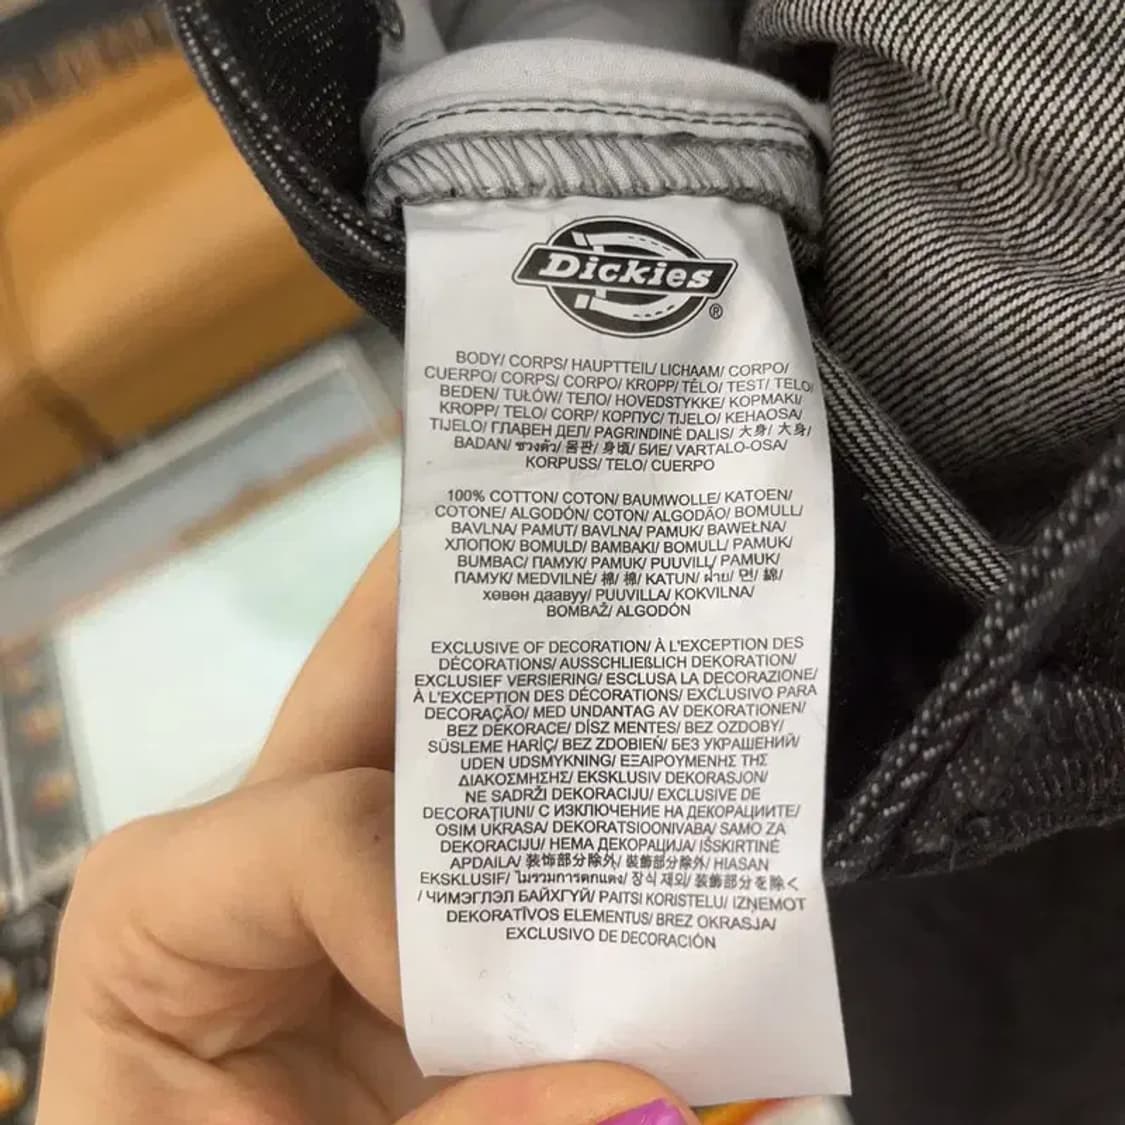 Dickies
®
BODY/ CORPS/ HAUPTTEIL/ LICHAAM/ CORPO/
CUERPO/ CORPS/ CORPO/ KROPP/ TĚLO/ TEST/ TELO/
BEDEN/ TUŁÓW/ ТЕЛО/ HOVEDSTYKKE/ ΚΟΡΜΑΚΙ/
KROPP/ TELO/ CORP/ КОРПУС/ TIJELO/ KEHAOSA/
TIJELO/ ГЛАВЕН ДЕЛ/ PAGRINDINĖ DALIS/ 大身/ 大身/
BADAN/ ช่วงตัว/ 몸판/ 身頃/ БИЕ/ VARTALO-OSA/
KORPUSS/ TELO/ CUERPO
100% COTTON/ COTON/ BAUMWOLLE/ KATOEN/
COTONE/ ALGODÓN/ COTON/ ALGODÃO/ BOMULL/
BAVLNA/ PAMUT/ BAVLNA/ PAMUK/ BAWEŁNA/
ХЛОПОК/ BOMULD/ ΒΑΜΒΑΚΙ/ BOMULL/ PAMUK/
BUMBAC/ ПАМУК/ PAMUK/ PUUVILL/ PAMUK/
ПАМУК/ MEDVILNĖ/ 棉/ 棉/ KATUN/ ฝ้าย/ 면/ 綿/
хөвөн даавуу/ PUUVILLA/ KOKVILNA/
BOMBAŽ/ ALGODÓN
EXCLUSIVE OF DECORATION/ À L'EXCEPTION DES
DÉCORATIONS/ AUSSCHLIEßLICH DEKORATION/
EXCLUSIEF VERSIERING/ ESCLUSA LA DECORAZIONE/
À L'EXCEPTION DES DÉCORATIONS/ EXCLUSIVO PARA
DECORAÇÃO/ MED UNDANTAG AV DEKORATIONEN/
BEZ DEKORACE/ DÍSZ MENTES/ BEZ OZDOBY/
SÜSLEME HARİÇ/ BEZ ZDOBIEŃ/ БЕЗ УКРАШЕНИЙ/
UDEN UDSMYKNING/ ΕΞΑΙΡΟΥΜΕΝΗΣ ΤΗΣ
ΔΙΑΚΟΣΜΗΣΗΣ/ EKSKLUSIV DEKORASJON/
NE SADRŽI DEKORACIJU/ EXCLUSIVE DE
DECORAȚIUNI/ С ИЗКЛЮЧЕНИЕ НА ДЕКОРАЦИИТЕ/
OSIM UKRASA/ DEKORATSIOONIVABA/ SAMO ZA
DEKORACIJU/ НЕМА ДЕКОРАЦИЈА/ IŠSKIRTINĖ
APDAILA/ 装饰部分除外/ 裝飾部分除外/ HIASAN
EKSKLUSIF/ ไม่รวมการตกแต่ง/ 장식 제외/ 装飾部分を除く
/ ЧИМЭГЛЭЛ БАЙХГҮЙ/ PAITSI KORISTELU/ IZŅEMOT
DEKORATĪVOS ELEMENTUS/ BREZ OKRASJA/
EXCLUSIVO DE DECORACIÓN